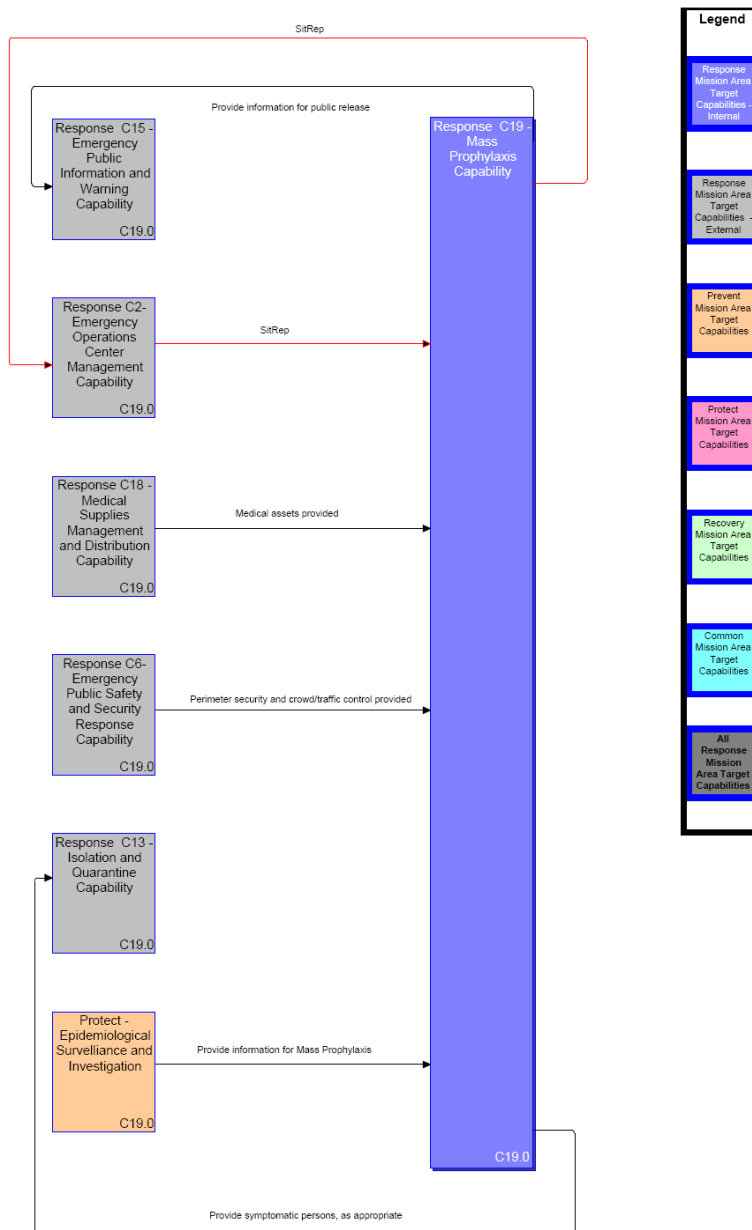 SitRep
Provide information for public release
Response  C15 -
Emergency
Public
Information and
Warning
Capability
C19.0
Response  C19 -
Mass
Prophylaxis
Capability
C19.0
Response C2-
Emergency
Operations
Center
Management
Capability
C19.0
SitRep
Response C18 -
Medical
Supplies
Management
and Distribution
Capability
C19.0
Medical assets provided
Response C6-
Emergency
Public Safety
and Security
Response
Capability
C19.0
Perimeter security and crowd/traffic control provided
Response  C13 -
Isolation and
Quarantine
Capability
C19.0
Protect -
Epidemiological
Survelliance and
Investigation
C19.0
Provide information for Mass Prophylaxis
Provide symptomatic persons, as appropriate
Legend
Response
Mission Area
Target
Capabilities -
Internal
Response
Mission Area
Target
Capabilities  -
External
Prevent
Mission Area
Target
Capabilities
Protect
Mission Area
Target
Capabilities
Recovery
Mission Area
Target
Capabilities
Common
Mission Area
Target
Capabilities
All
Response
Mission
Area Target
Capabilities